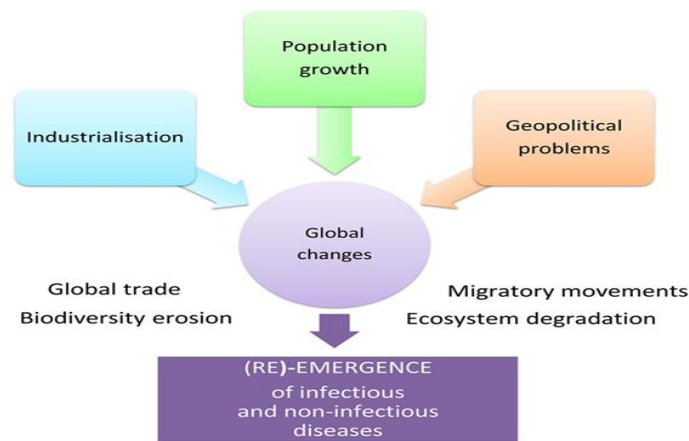 Population
growth
Industrialisation
Geopolitical
problems
Global
changes
Global trade
Biodiversity erosion
Migratory movements
Ecosystem degradation
(RE)-EMERGENCE
of infectious
and non-infectious
diseases